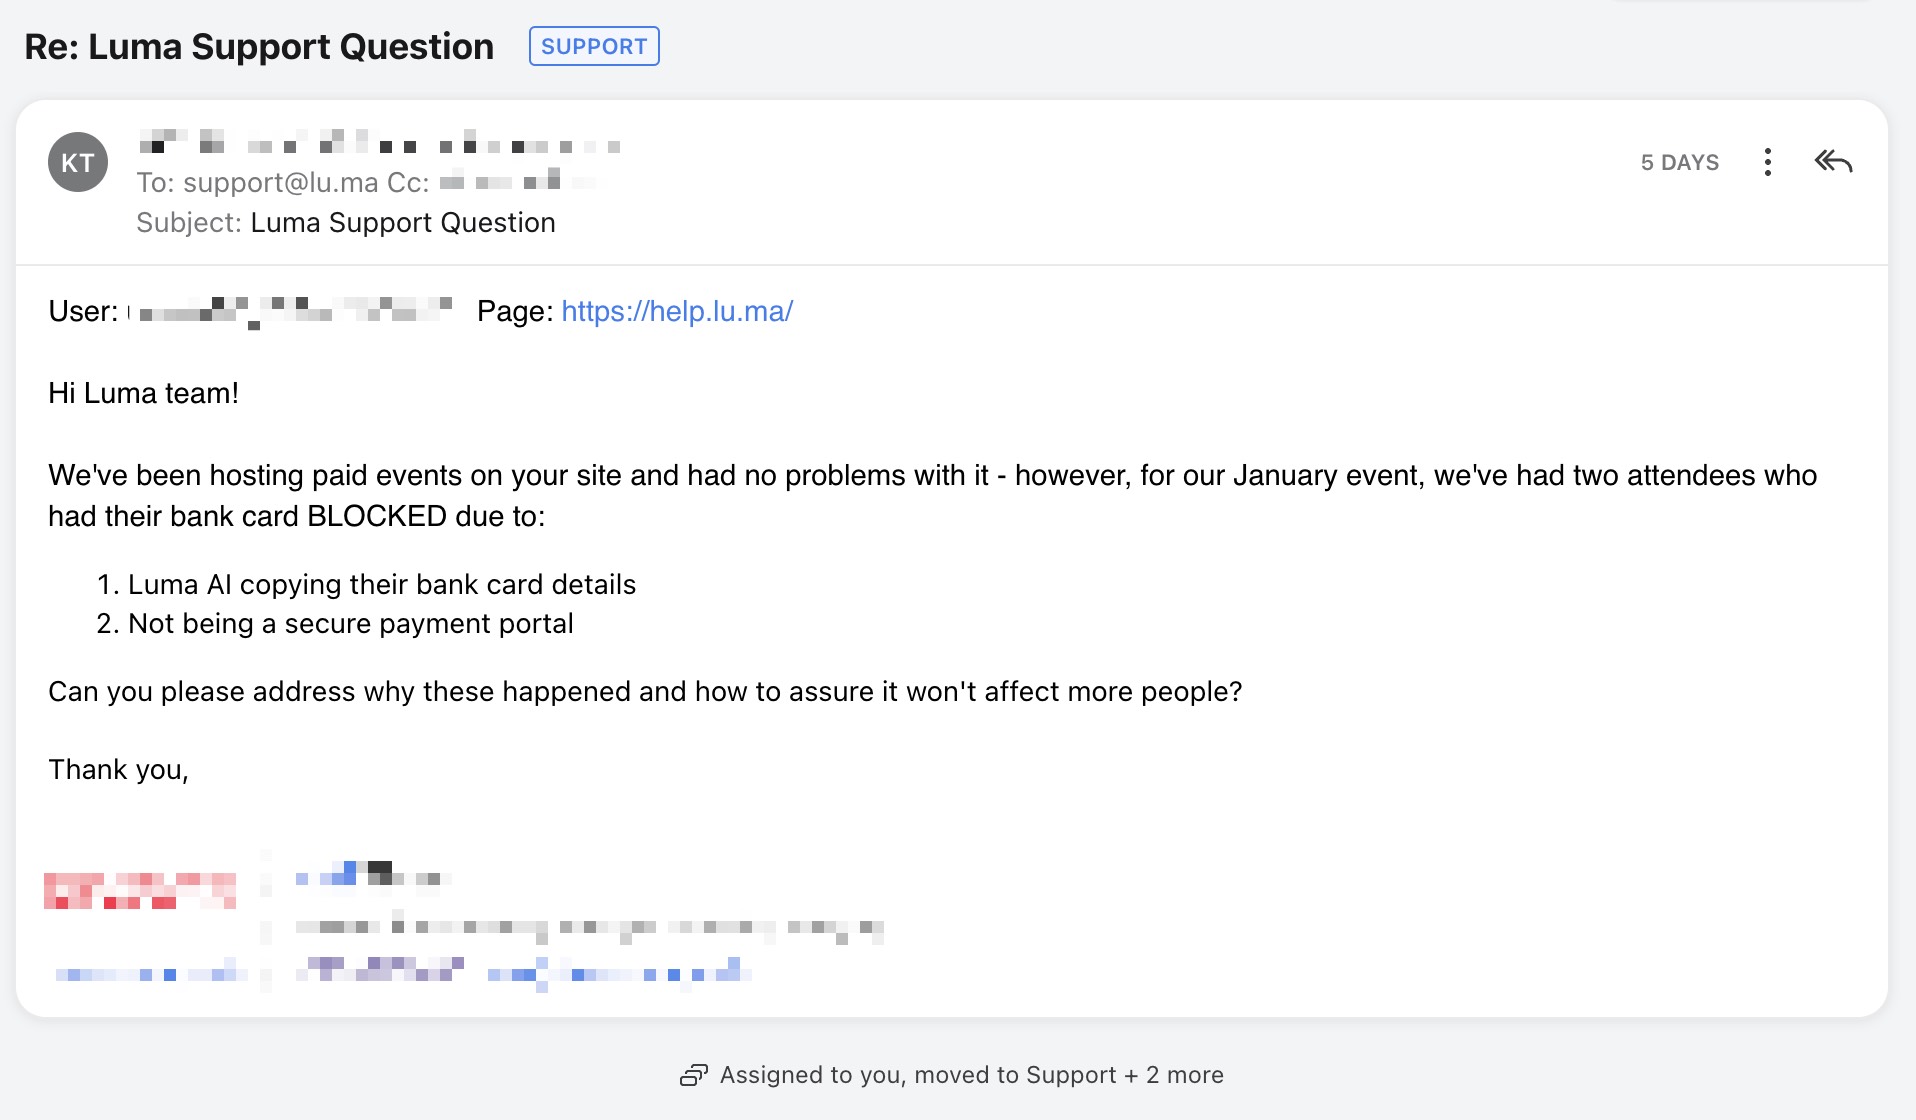 Re: Luma Support Question SUPPORT
KT
5 DAYS
To: support@lu.ma Cc:
Subject: Luma Support Question
User: Page: https://help.lu.ma/
Hi Luma team!
We've been hosting paid events on your site and had no problems with it - however, for our January event, we've had two attendees who
had their bank card BLOCKED due to:
1. Luma AI copying their bank card details
2. Not being a secure payment portal
Can you please address why these happened and how to assure it won't affect more people?
Thank you,
Assigned to you, moved to Support + 2 more